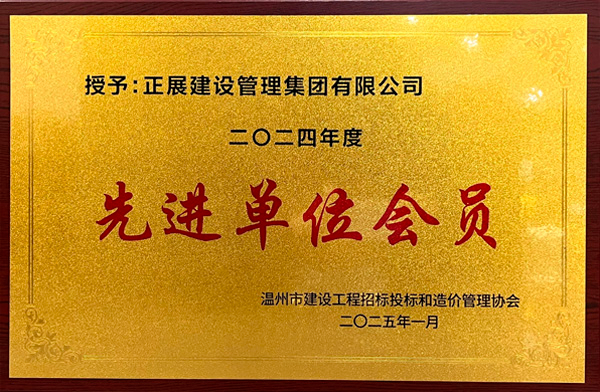 授予：正展建设管理集团有限公司
二〇二四年度
先进单位会员
温州市建设工程招标投标和造价管理协会
二〇二五年一月